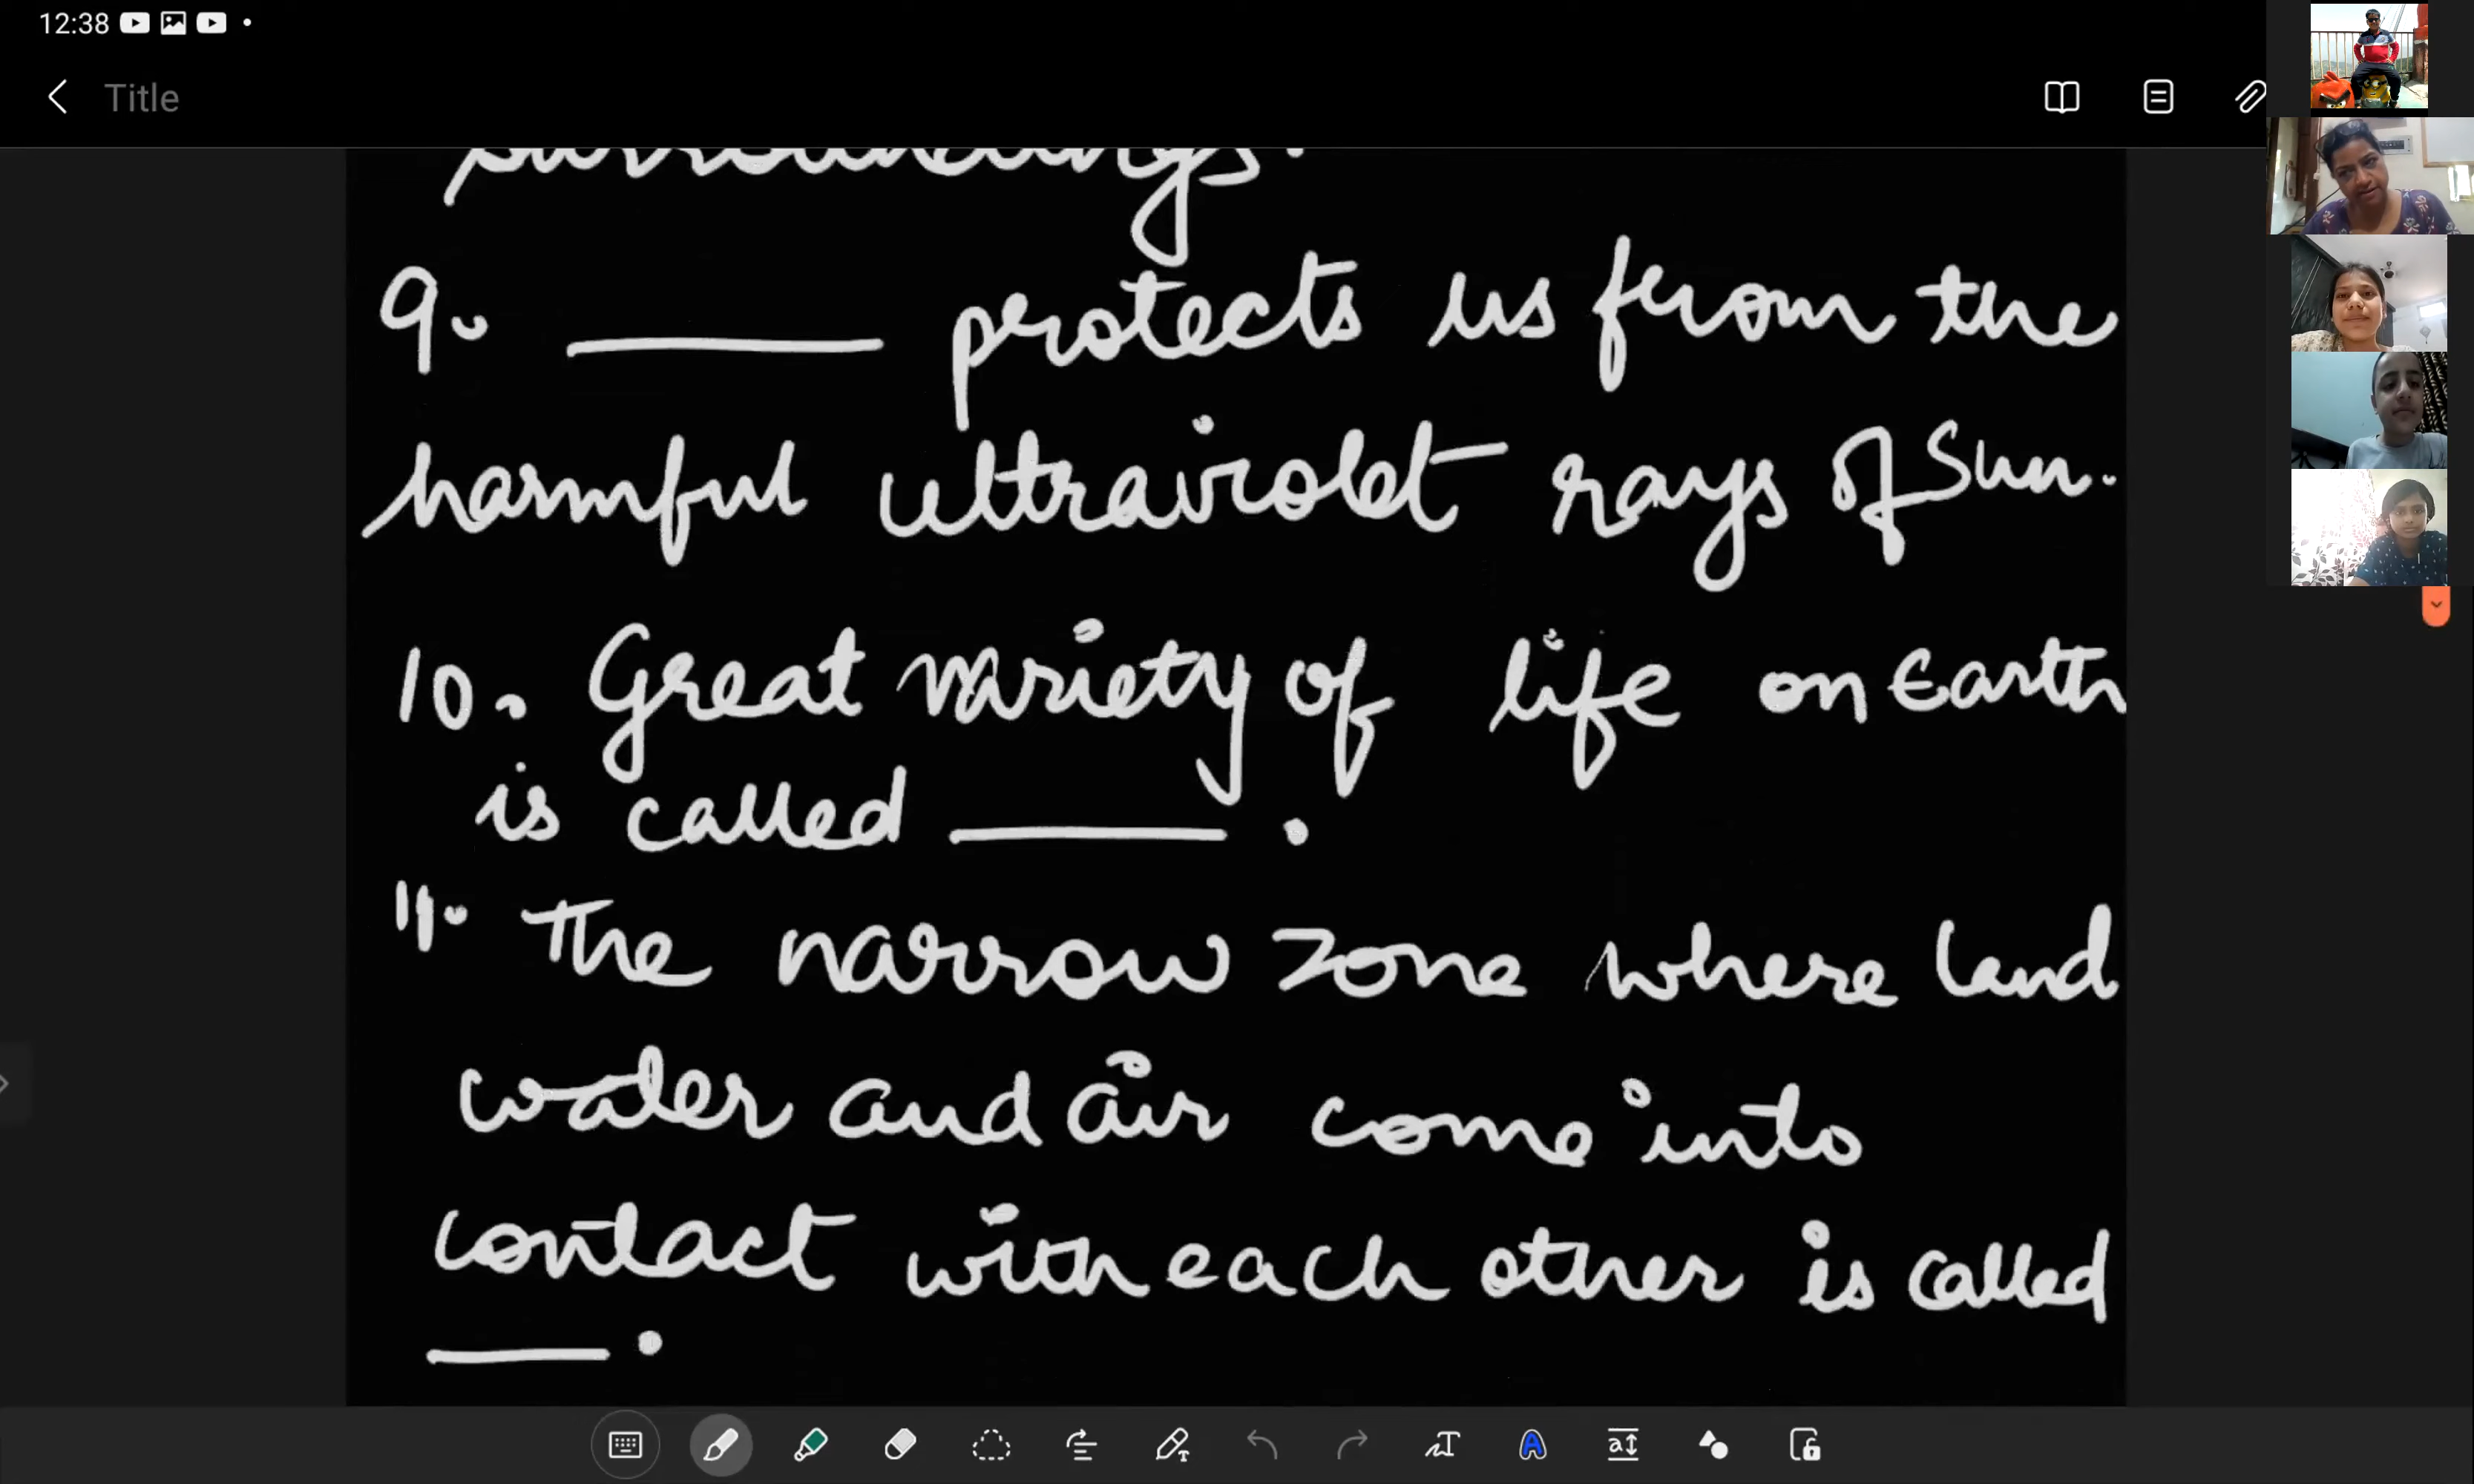 12:38
Title
surroundings.
9. ______ protects us from the
harmful ultraviolet rays of Sun.
10. Great variety of life on Earth
is called ______ .
11. The narrow zone where land
water and air come into
contact with each other is called
______ .